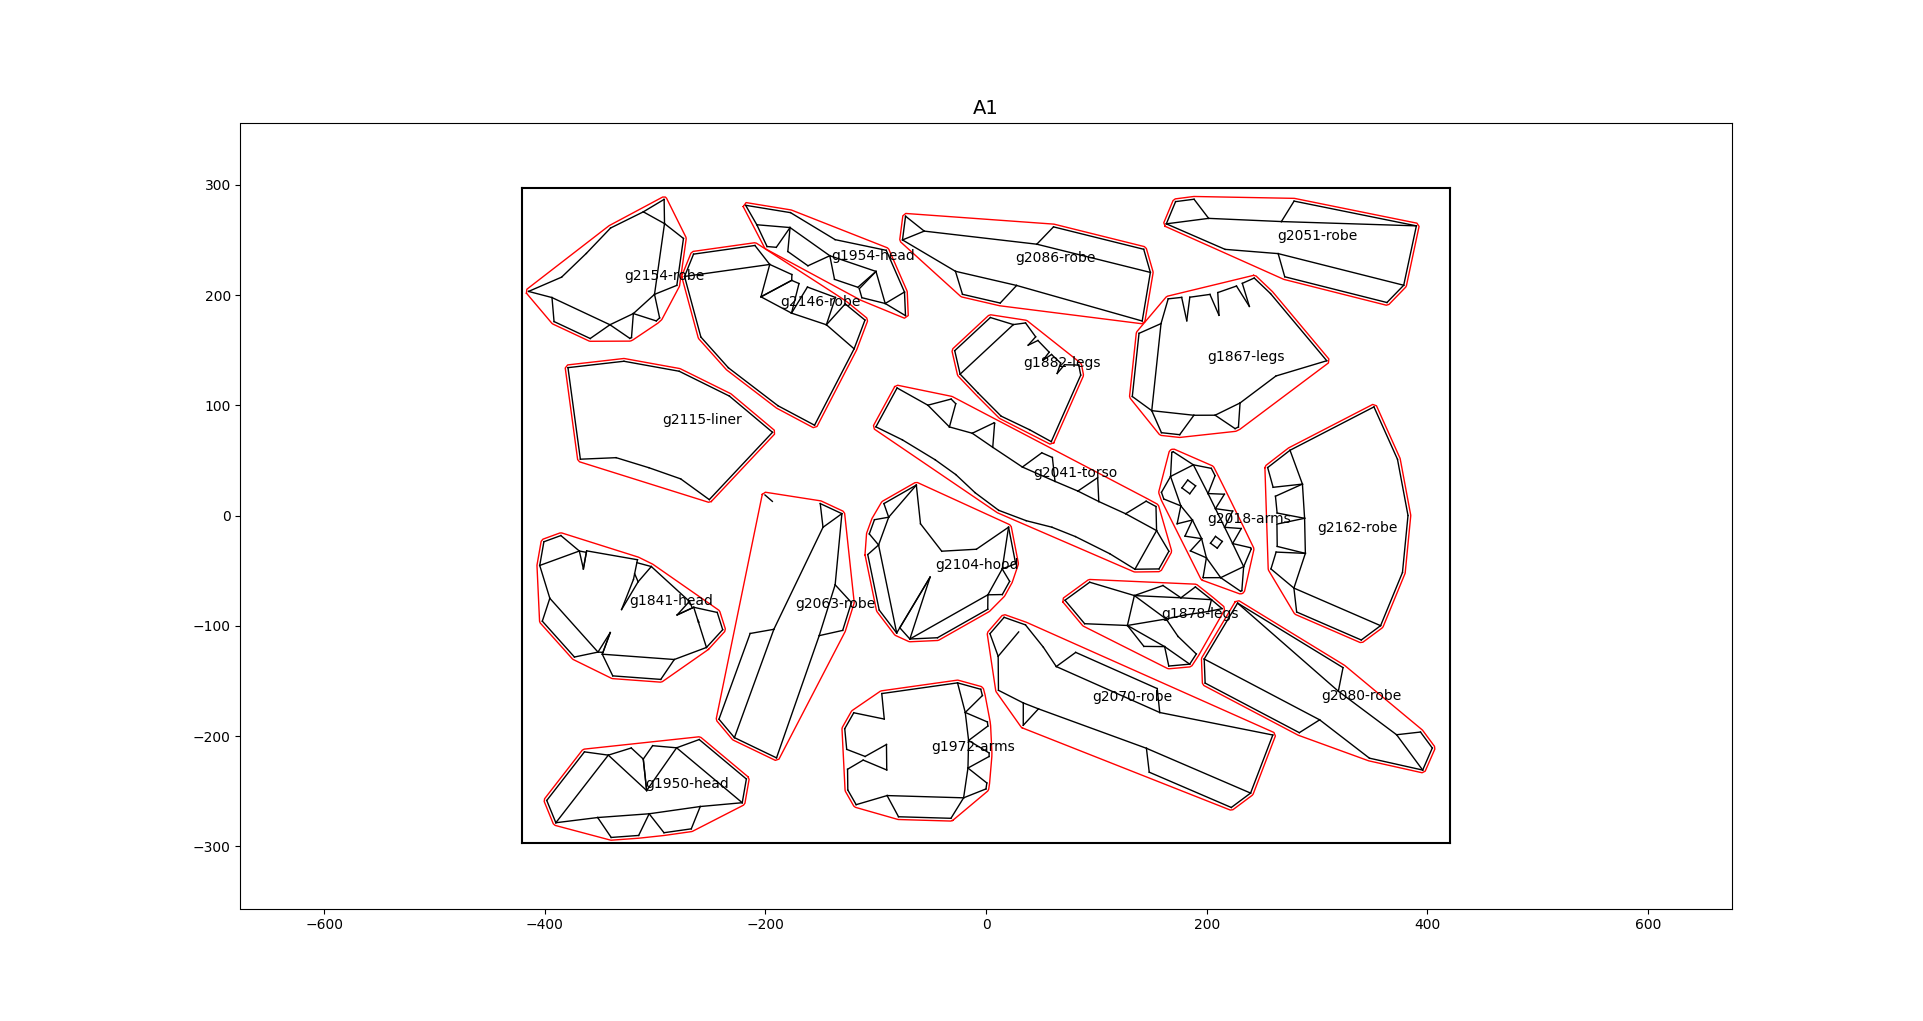 A1
300
200
100
0
−100
−200
−300
−600
−400
−200
0
200
400
600
g2154-robe
g1954-head
g2146-robe
g2086-robe
g2051-robe
g1882-legs
g1867-legs
g2115-liner
g2041-torso
g2018-arms
g2162-robe
g2104-hood
g1841-head
g2063-robe
g1878-legs
g2070-robe
g2080-robe
g1972-arms
g1950-head